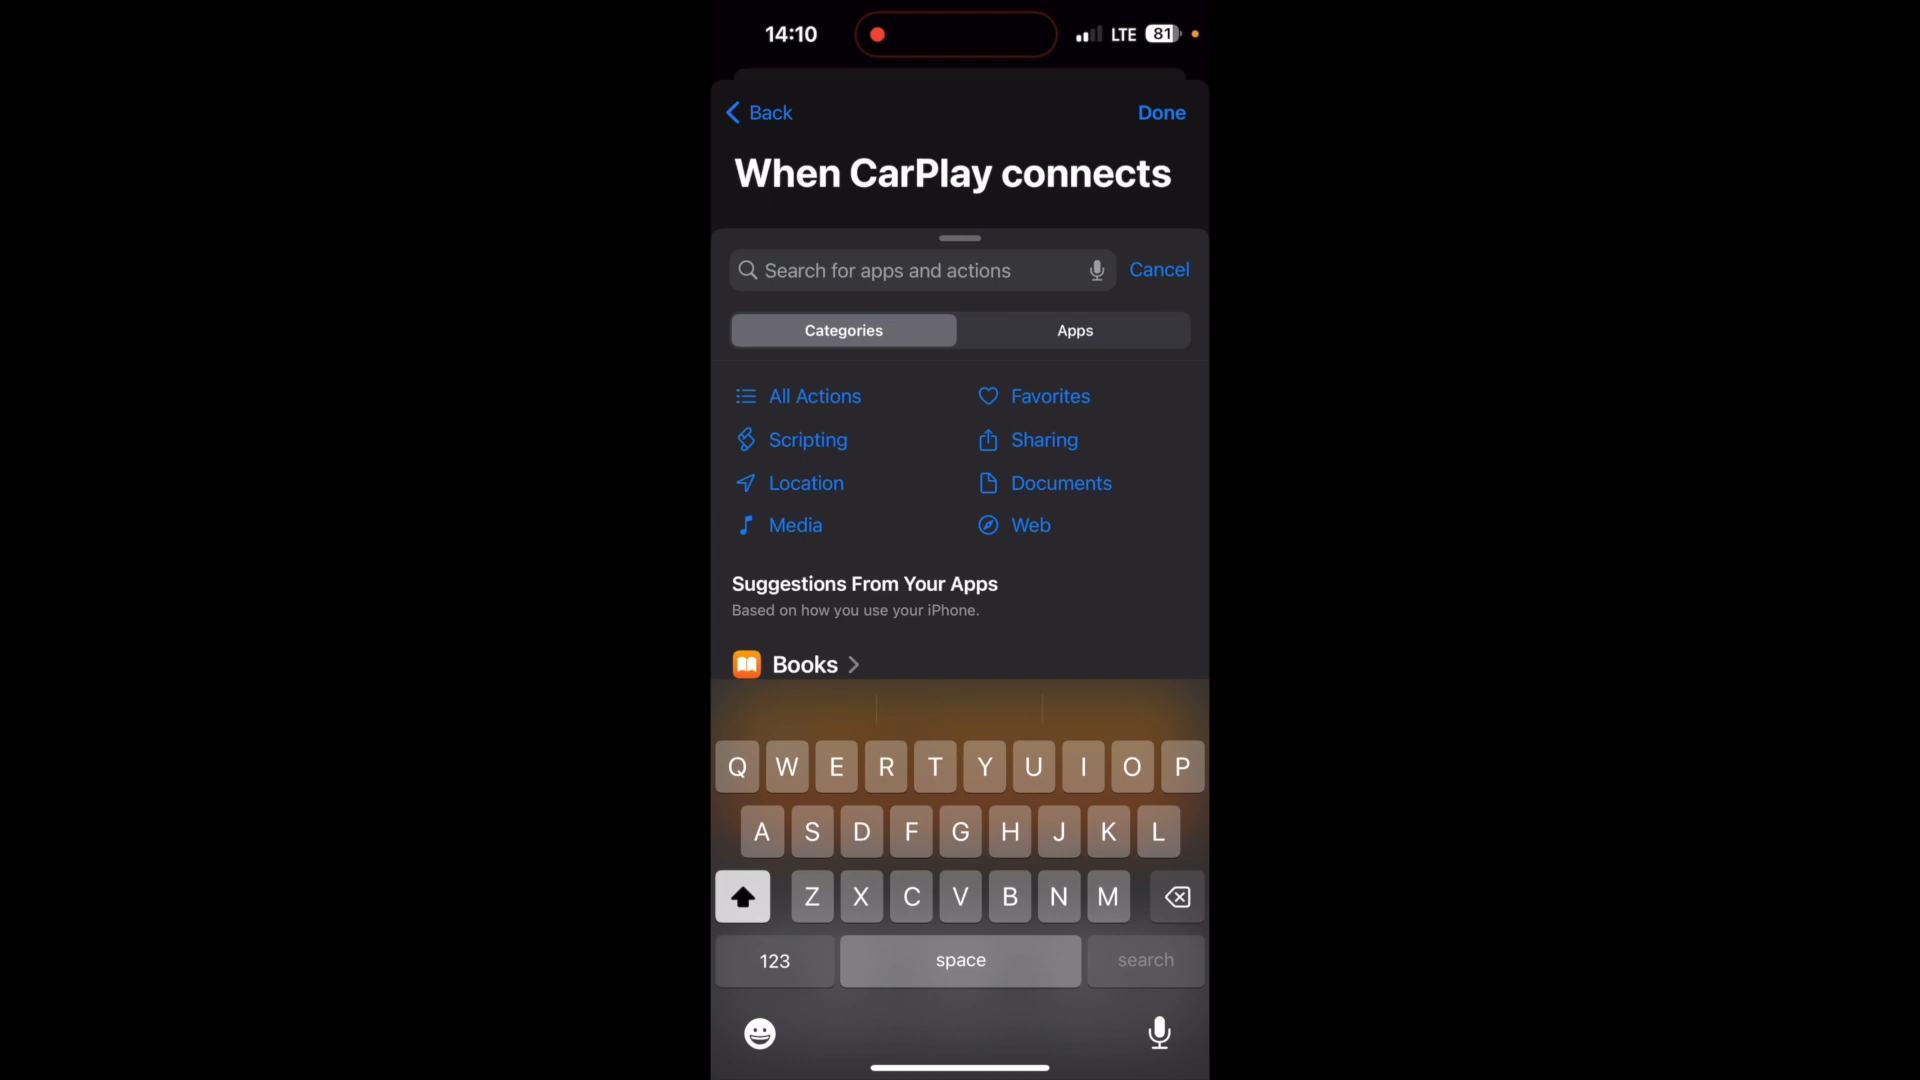 14:10 LTE 81
Back Done
When CarPlay connects
Search for apps and actions Cancel
Categories Apps
All Actions Favorites
Scripting Sharing
Location Documents
Media Web
Suggestions From Your Apps
Based on how you use your iPhone.
Books
Q W E R T Y U I O P
A S D F G H J K L
Z X C V B N M
123 space search